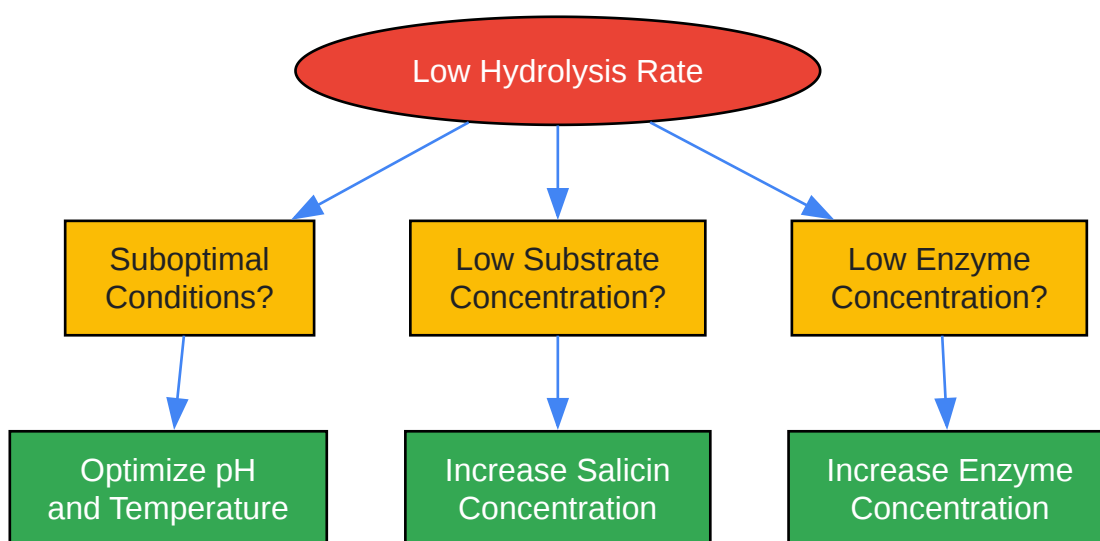 Low Hydrolysis Rate
Suboptimal
Conditions?
Low Substrate
Concentration?
Low Enzyme
Concentration?
Optimize pH
and Temperature
Increase Salicin
Concentration
Increase Enzyme
Concentration